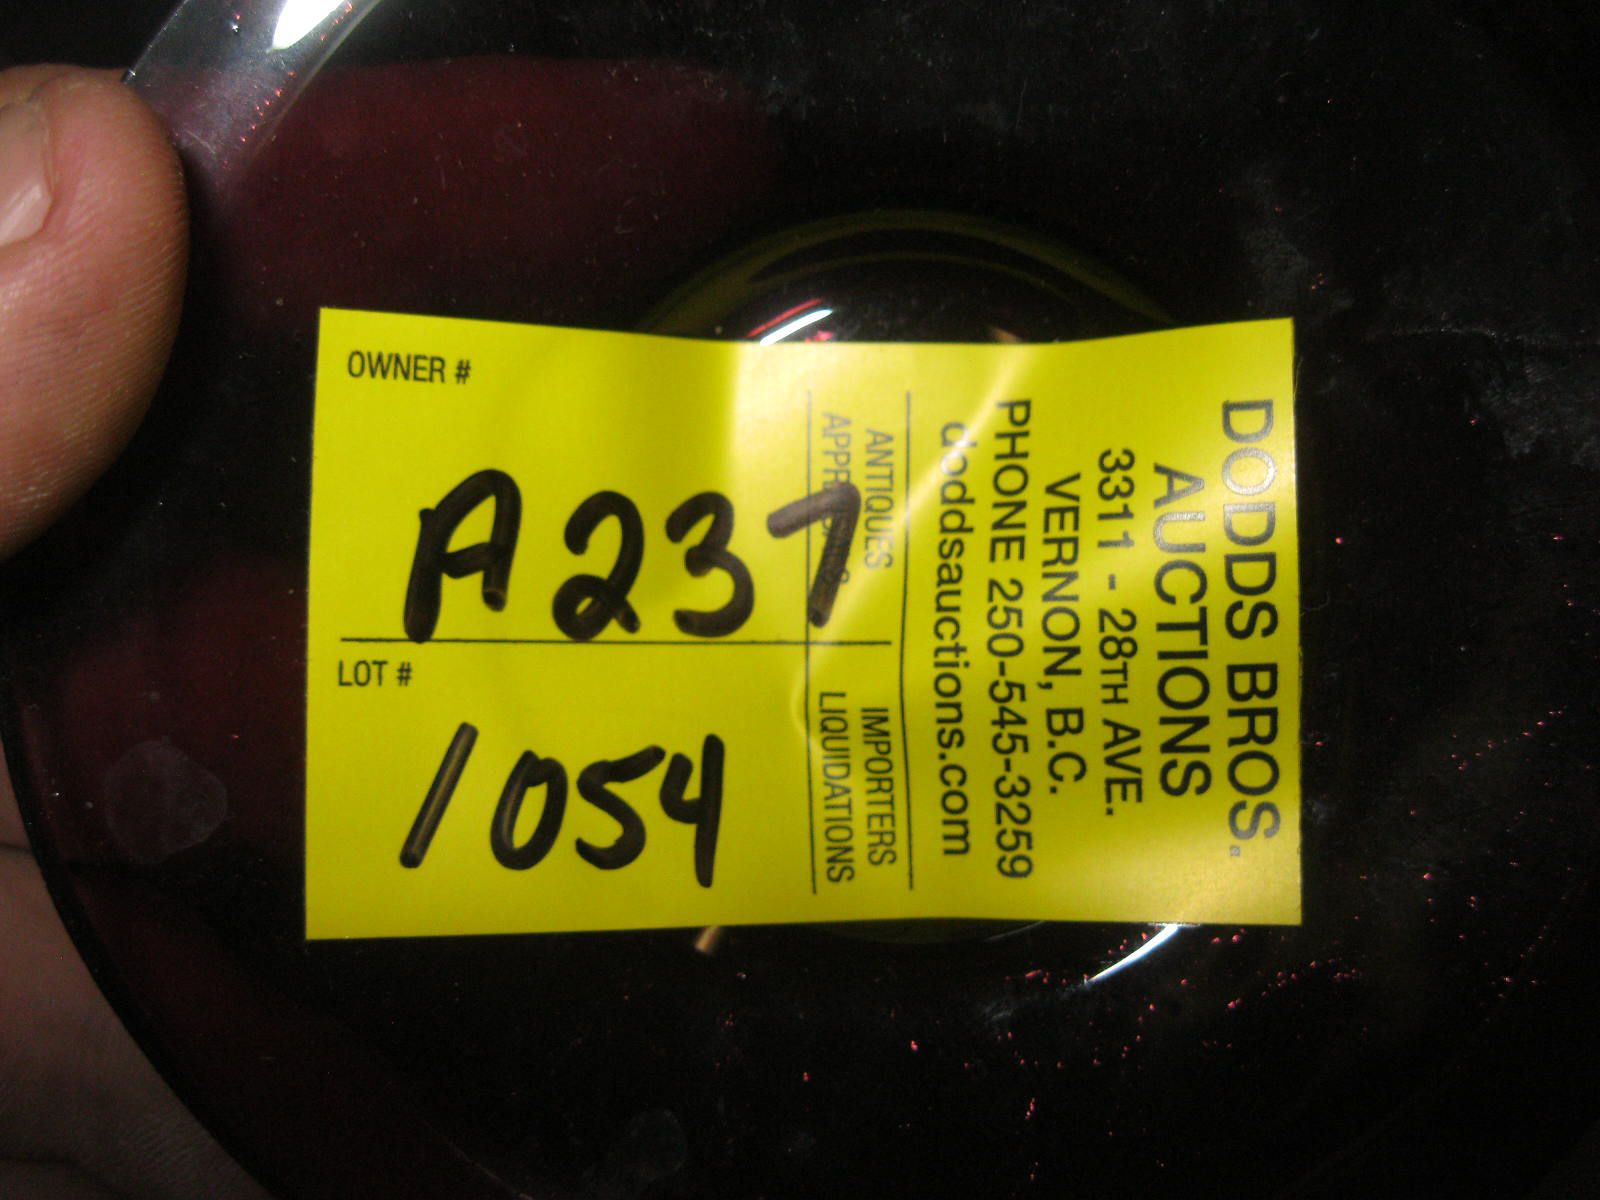 OWNER #
A237
LOT #
1054
DODDS BROS.
AUCTIONS
3311 - 28TH AVE.
VERNON, B.C.
PHONE 250-545-3259
doddsauctions.com
ANTIQUES IMPORTERS
APPRAISALS LIQUIDATIONS